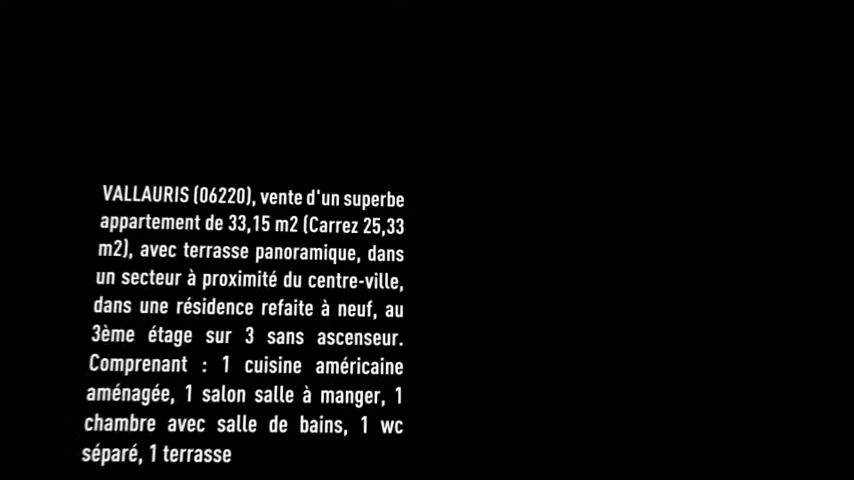 VALLAURIS (06220), vente d'un superbe
appartement de 33,15 m2 (Carrez 25,33
m2), avec terrasse panoramique, dans
un secteur à proximité du centre-ville,
dans une résidence refaite à neuf, au
3ème étage sur 3 sans ascenseur.
Comprenant : 1 cuisine américaine
aménagée, 1 salon salle à manger, 1
chambre avec salle de bains, 1 wc
séparé, 1 terrasse